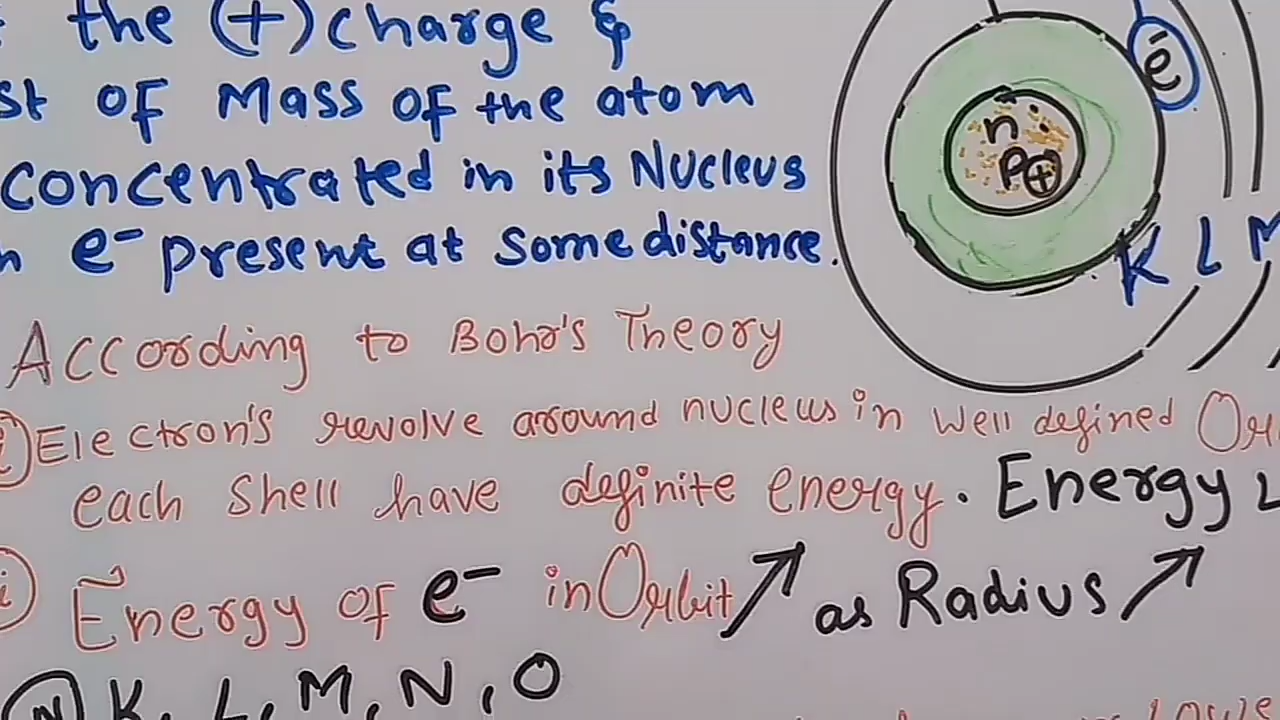 the (+) charge &
st of Mass of the atom
concentrated in its Nucleus
n e- present at some distance.
n
P⊕
ē
K L M
According to Bohr's Theory
i) Electron's revolve around nucleus in well defined
each shell have definite energy. Energy L
Energy of e- in Orbit ↗ as Radius ↗
K, L, M, N, O